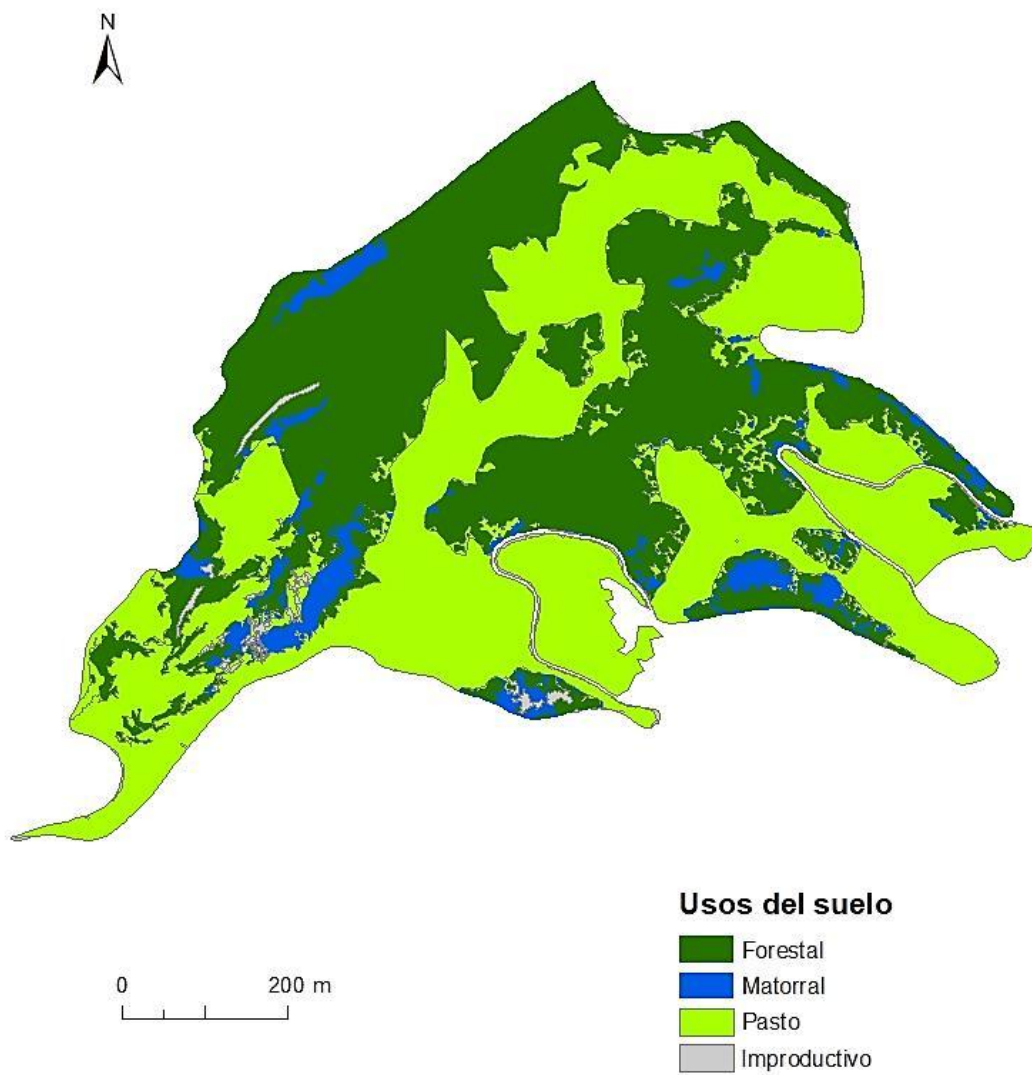 N
Usos del suelo
Forestal
Matorral
Pasto
Improductivo
0 200 m